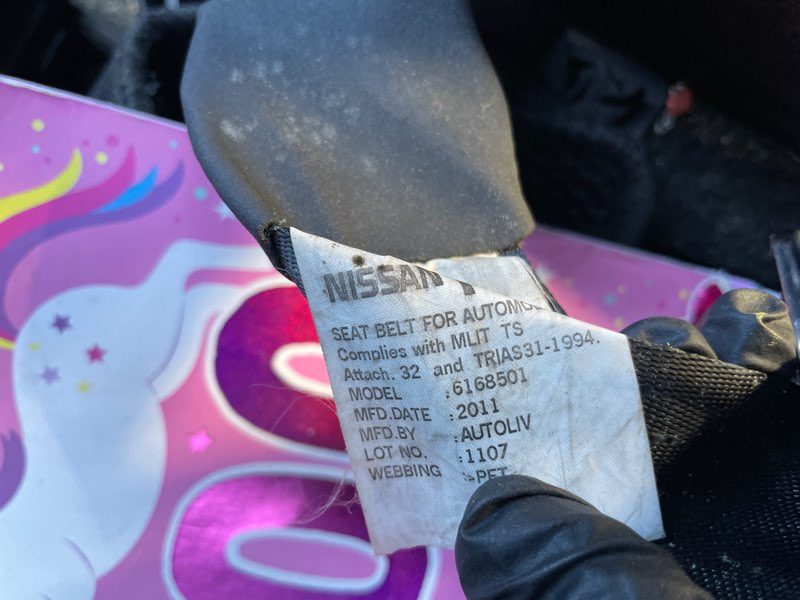 NISSAN
SEAT BELT FOR
Complies with MLIT TS
Attach. 32 and TRIAS31-1994.
MODEL :6168501
MFD.DATE :2011
MFD.BY :AUTOLIV
LOT NO. :1107
WEBBING >PET